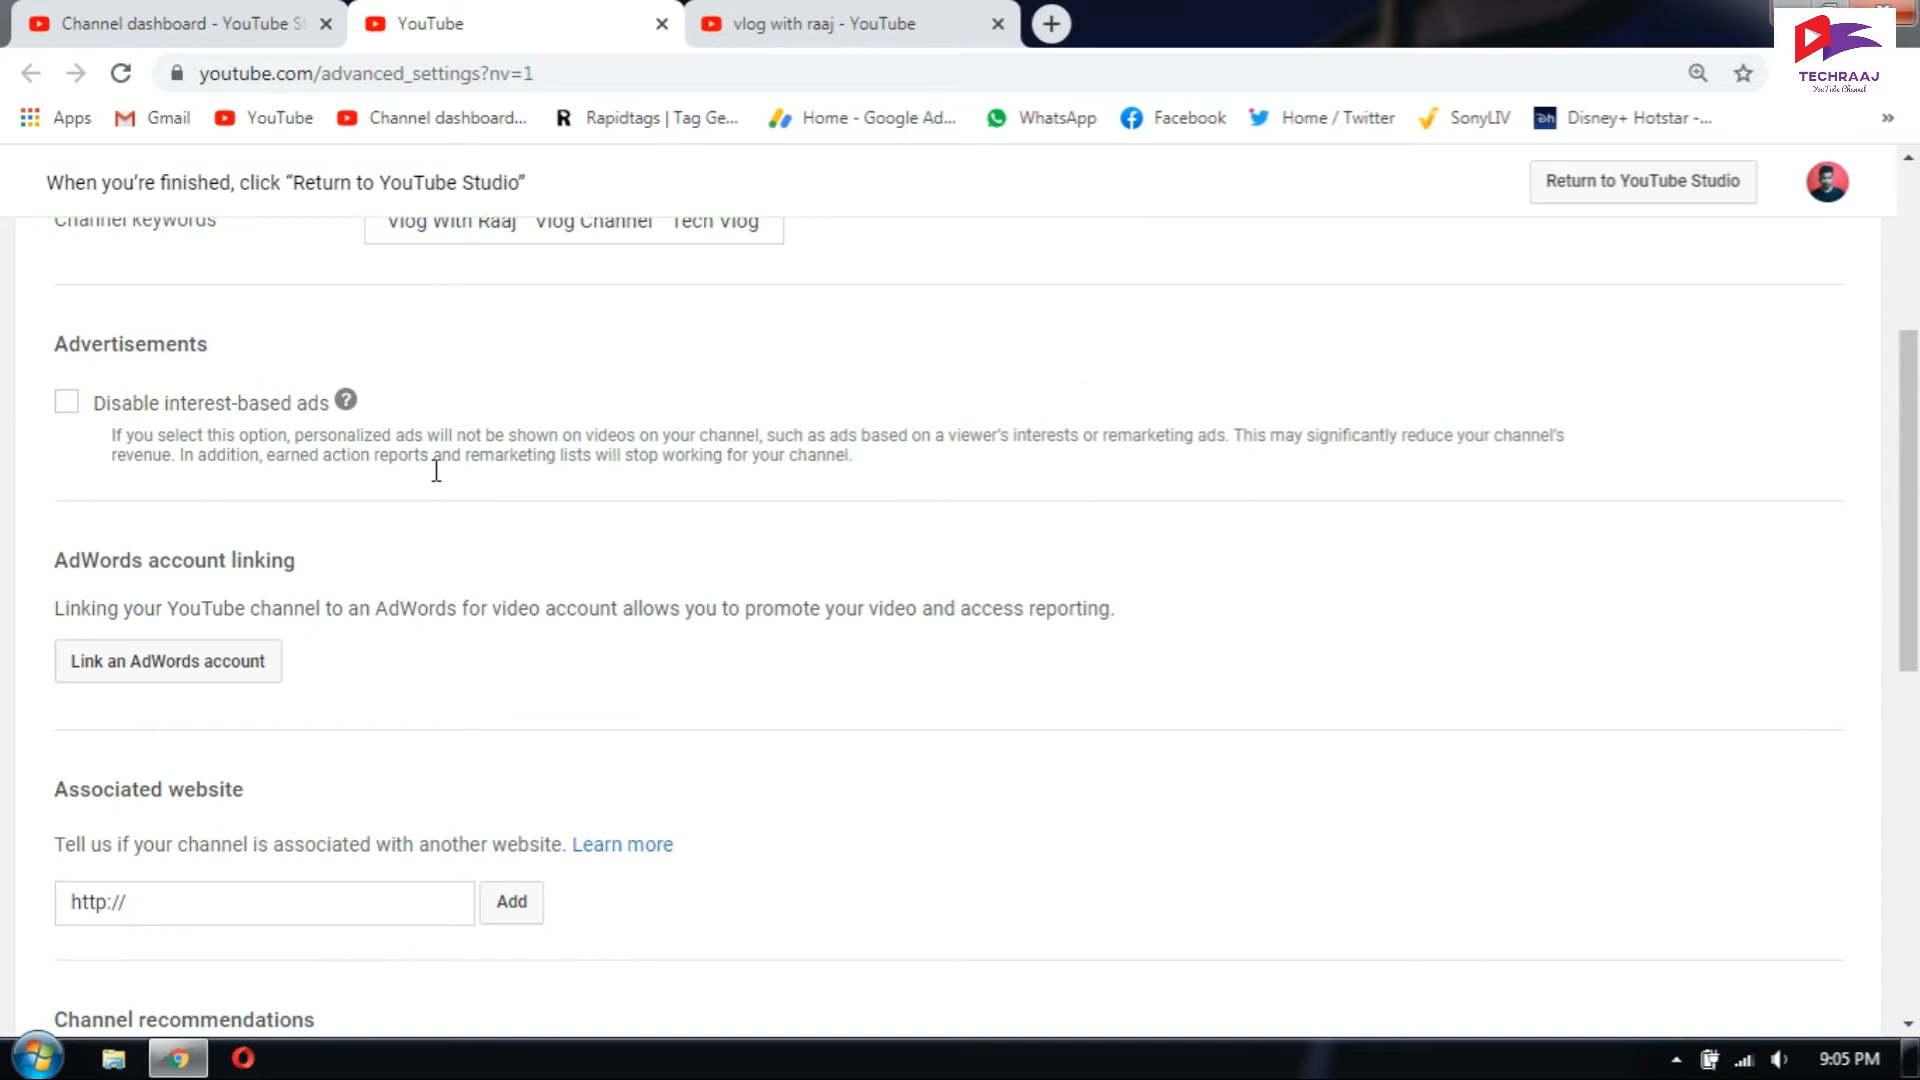 Channel dashboard - YouTube St
YouTube
vlog with raaj - YouTube
TECHRAAJ
YouTube Channel
youtube.com/advanced_settings?nv=1
Apps
Gmail
YouTube
Channel dashboard...
Rapidtags | Tag Ge...
Home - Google Ad...
WhatsApp
Facebook
Home / Twitter
SonyLIV
Disney+ Hotstar -...
»
When you're finished, click “Return to YouTube Studio”
Return to YouTube Studio
Channel keywords
Vlog With Raaj Vlog Channel Tech Vlog
Advertisements
Disable interest-based ads ?
If you select this option, personalized ads will not be shown on videos on your channel, such as ads based on a viewer's interests or remarketing ads. This may significantly reduce your channel's
revenue. In addition, earned action reports and remarketing lists will stop working for your channel.
AdWords account linking
Linking your YouTube channel to an AdWords for video account allows you to promote your video and access reporting.
Link an AdWords account
Associated website
Tell us if your channel is associated with another website. Learn more
http://
Add
Channel recommendations
9:05 PM